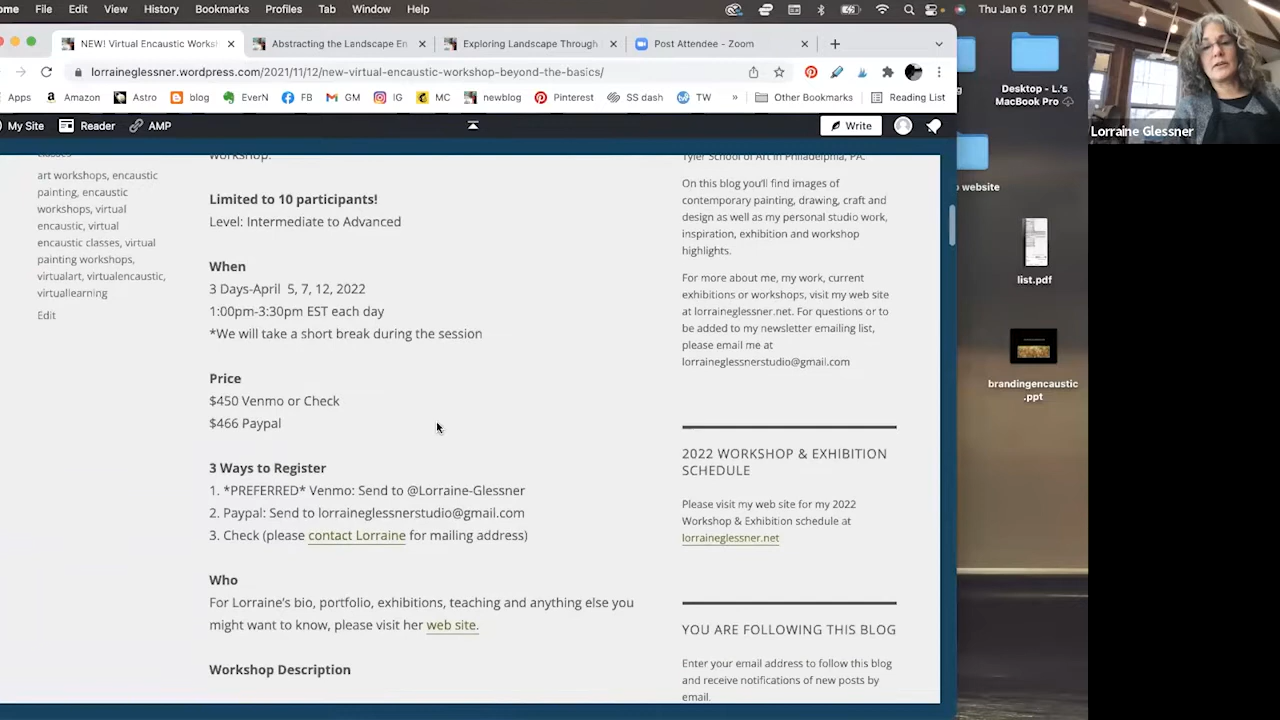 ome File Edit View History Bookmarks Profiles Tab Window Help Thu Jan 6 1:07 PM
NEW! Virtual Encaustic Works
Abstracting the Landscape En
Exploring Landscape Through
Post Attendee - Zoom
lorraineglessner.wordpress.com/2021/11/12/new-virtual-encaustic-workshop-beyond-the-basics/
Apps Amazon Astro blog EverN FB GM IG MC newblog Pinterest SS dash TW » Other Bookmarks Reading List
My Site Reader AMP Write
classes
art workshops, encaustic
painting, encaustic
workshops, virtual
encaustic, virtual
encaustic classes, virtual
painting workshops,
virtualart, virtualencaustic,
virtuallearning
Edit
workshop.
Limited to 10 participants!
Level: Intermediate to Advanced
When
3 Days-April 5, 7, 12, 2022
1:00pm-3:30pm EST each day
*We will take a short break during the session
Price
$450 Venmo or Check
$466 Paypal
3 Ways to Register
1. *PREFERRED* Venmo: Send to @Lorraine-Glessner
2. Paypal: Send to lorraineglessnerstudio@gmail.com
3. Check (please contact Lorraine for mailing address)
Who
For Lorraine's bio, portfolio, exhibitions, teaching and anything else you
might want to know, please visit her web site.
Workshop Description
Tyler School of Art in Philadelphia, PA.
On this blog you'll find images of
contemporary painting, drawing, craft and
design as well as my personal studio work,
inspiration, exhibition and workshop
highlights.
For more about me, my work, current
exhibitions or workshops, visit my web site
at lorraineglessner.net. For questions or to
be added to my newsletter emailing list,
please email me at
lorraineglessnerstudio@gmail.com
2022 WORKSHOP & EXHIBITION
SCHEDULE
Please visit my web site for my 2022
Workshop & Exhibition schedule at
lorraineglessner.net
YOU ARE FOLLOWING THIS BLOG
Enter your email address to follow this blog
and receive notifications of new posts by
email.
Desktop - L.'s
MacBook Pro
website
list.pdf
brandingencaustic
.ppt
Lorraine Glessner